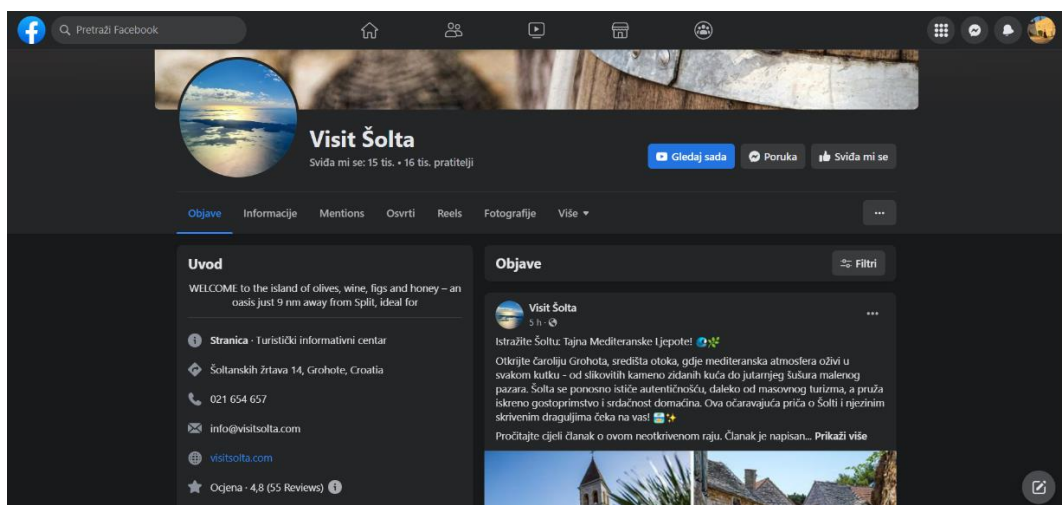 Pretraži Facebook
Visit Šolta
Sviđa mi se: 15 tis. • 16 tis. pratitelji
Gledaj sada
Poruka
Sviđa mi se
Objave
Informacije
Mentions
Osvrti
Reels
Fotografije
Više
Uvod
WELCOME to the island of olives, wine, figs and honey – an
oasis just 9 nm away from Split, ideal for
Stranica · Turistički informativni centar
Šoltanskih žrtava 14, Grohote, Croatia
021 654 657
info@visitsolta.com
visitsolta.com
Ocjena · 4,8 (55 Reviews)
Objave
Filtri
Visit Šolta
5 h ·
Istražite Šoltu: Tajna Mediteranske Ljepote! 🌊🌿
Otkrijte čaroliju Grohota, središta otoka, gdje mediteranska atmosfera oživi u
svakom kutku - od slikovitih kameno zidanih kuća do jutarnjeg šušura malenog
pazara. Šolta se ponosno ističe autentičnošću, daleko od masovnog turizma, a pruža
iskreno gostoprimstvo i srdačnost domaćina. Ova očaravajuća priča o Šolti i njezinim
skrivenim draguljima čeka na vas! ✨
Pročitajte cijeli članak o ovom neotkrivenom raju. Članak je napisan... Prikaži više